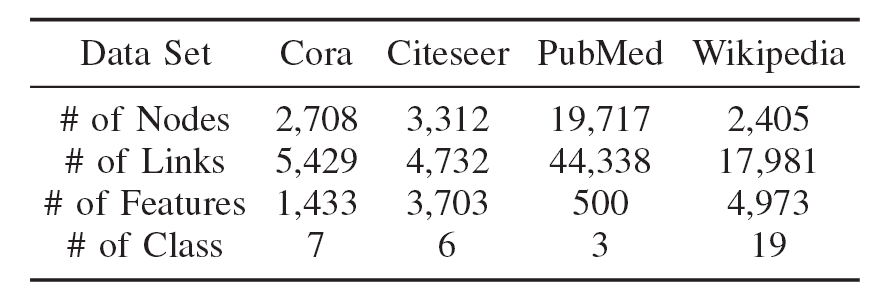 Data Set Cora Citeseer PubMed Wikipedia
# of Nodes 2,708 3,312 19,717 2,405
# of Links 5,429 4,732 44,338 17,981
# of Features 1,433 3,703 500 4,973
# of Class 7 6 3 19